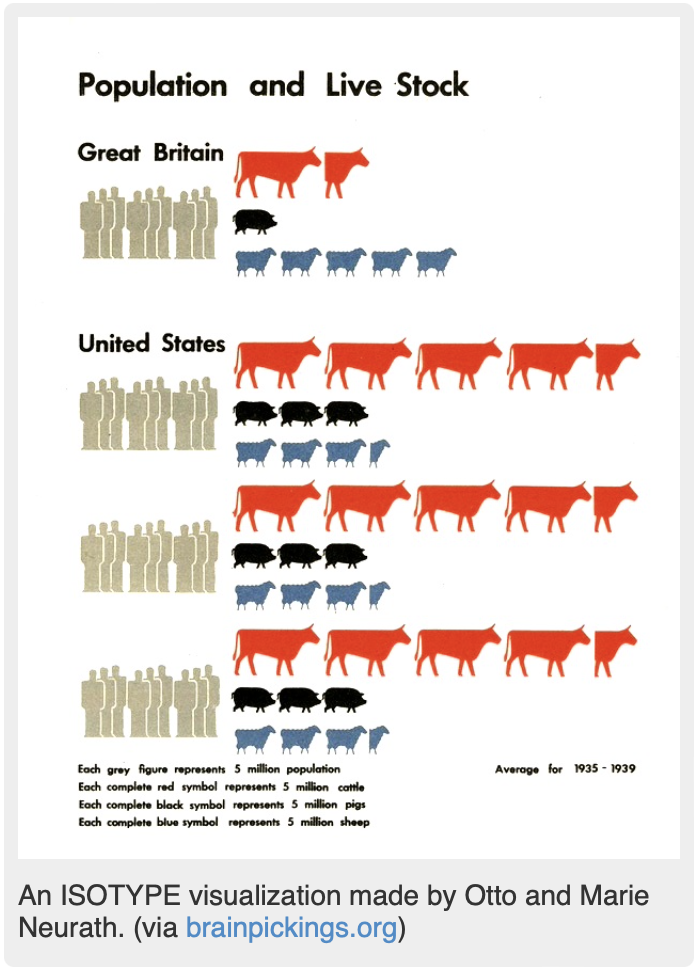 Population and Live Stock
Great Britain
United States
Each grey figure represents 5 million population
Each complete red symbol represents 5 million cattle
Each complete black symbol represents 5 million pigs
Each complete blue symbol represents 5 million sheep
Average for 1935 - 1939
An ISOTYPE visualization made by Otto and Marie
Neurath. (via brainpickings.org)